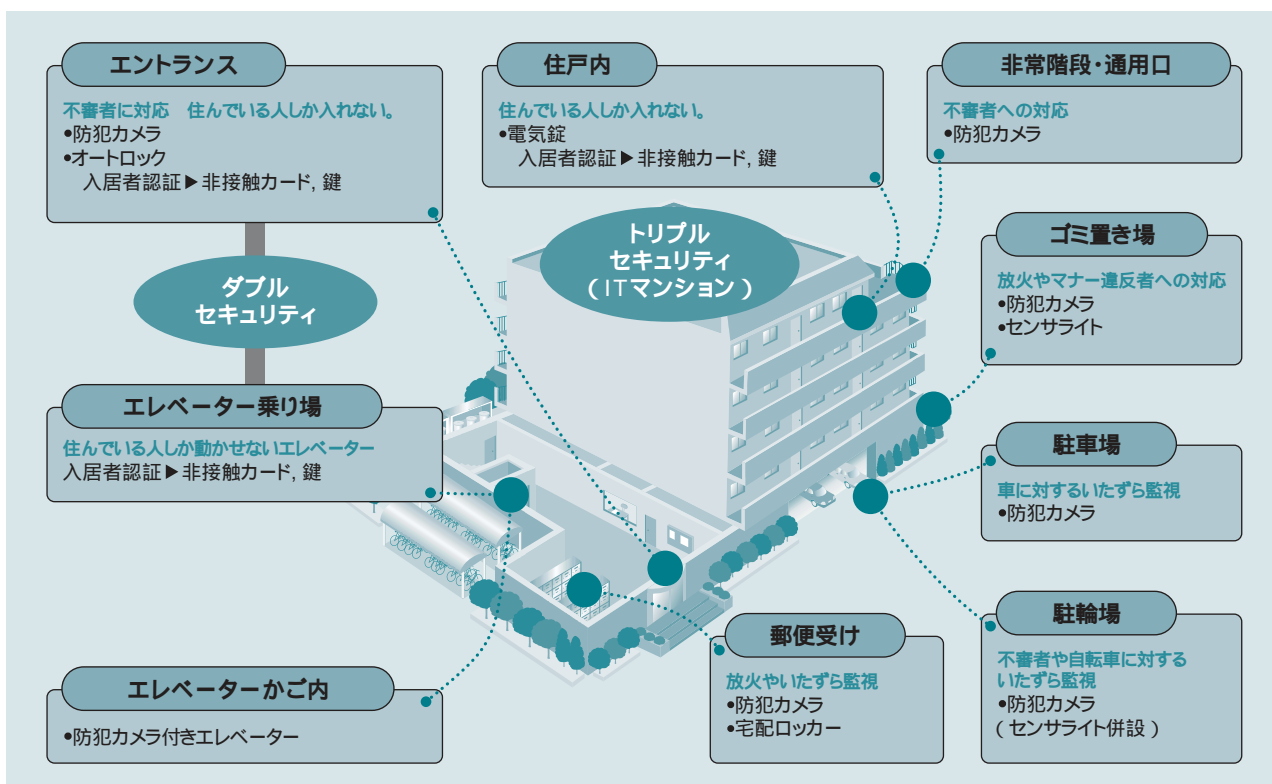 エントランス
不審者に対応　住んでいる人しか入れない。
•防犯カメラ
•オートロック
入居者認証▶非接触カード, 鍵
住戸内
住んでいる人しか入れない。
•電気錠
入居者認証▶非接触カード, 鍵
非常階段・通用口
不審者への対応
•防犯カメラ
ダブル
セキュリティ
トリプル
セキュリティ
（ITマンション）
ゴミ置き場
放火やマナー違反者への対応
•防犯カメラ
•センサライト
エレベーター乗り場
住んでいる人しか動かせないエレベーター
入居者認証▶非接触カード, 鍵
駐車場
車に対するいたずら監視
•防犯カメラ
エレベーターかご内
•防犯カメラ付きエレベーター
郵便受け
放火やいたずら監視
•防犯カメラ
•宅配ロッカー
駐輪場
不審者や自転車に対する
いたずら監視
•防犯カメラ
（センサライト併設）